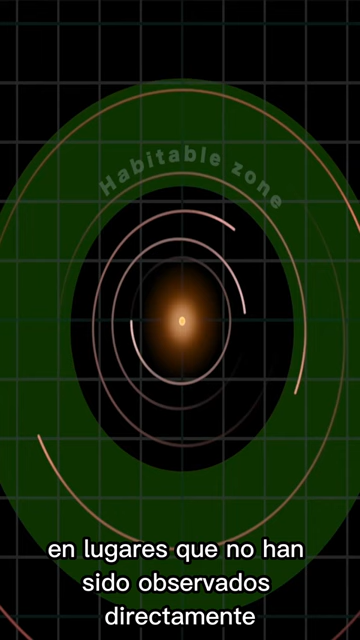 Habitable zone
en lugares que no han
sido observados
directamente